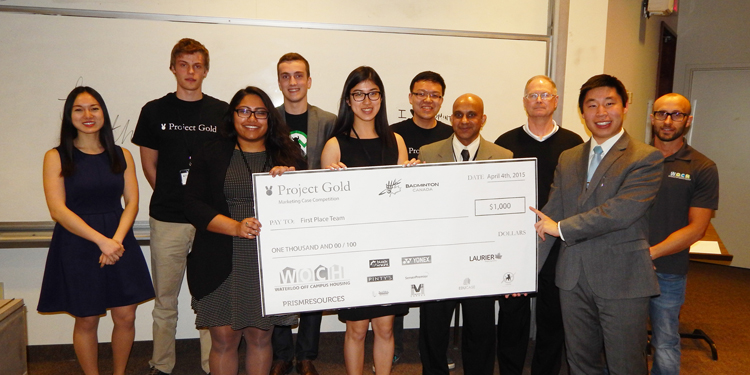 Project Gold
WOCH
Project Gold
Marketing Case Competition
BADMINTON
CANADA
DATE April 4th, 2015
PAY TO: First Place Team
$1,000
ONE THOUSAND AND 00 / 100
DOLLARS
WOCH
WATERLOO OFF CAMPUS HOUSING
YONEX
LAURIER
PRISMRESOURCES